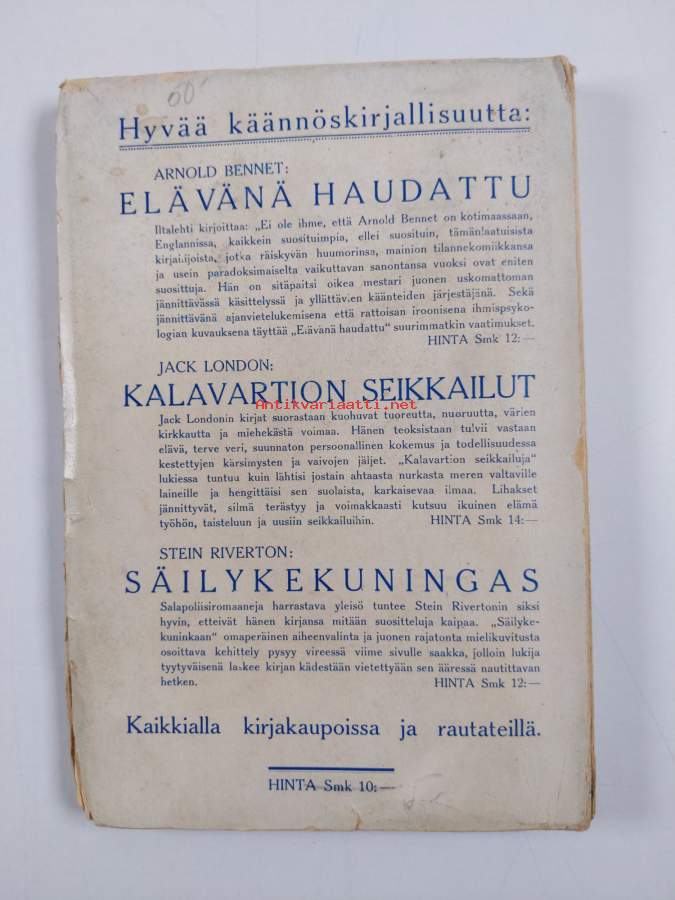 60
Hyvää käännöskirjallisuutta:
ARNOLD BENNET:
ELÄVÄNÄ HAUDATTU
Iltalehti kirjoittaa: „Ei ole ihme, että Arnold Bennet on kotimaassaan,
Englannissa, kaikkein suosituimpia, ellei suosituin, tämänlaatuisista
kirjailijoista, jotka räiskyvän huumorinsa, mainion tilannekomiikkansa
ja usein paradoksimaiselta vaikuttavan sanontansa vuoksi ovat eniten
suosittuja. Hän on sitäpaitsi oikea mestari juonen uskomattoman
jännittävässä käsittelyssä ja yllättävien käänteiden järjestäjänä. Sekä
jännittävänä ajanvietelukemisena että rattoisan iroonisena ihmispsyko-
logian kuvauksena täyttää „Elävänä haudattu" suurimmatkin vaatimukset.
HINTA Smk 12:—
JACK LONDON:
KALAVARTION SEIKKAILUT
Antikvariaatti.net
Jack Londonin kirjat suorastaan kuohuvat tuoreutta, nuoruutta, värien
kirkkautta ja miehekästä voimaa. Hänen teoksistaan tulvii vastaan
elävä, terve veri, suunnaton persoonallinen kokemus ja todellisuudessa
kestettyjen kärsimysten ja vaivojen jäljet. „Kalavartion seikkailuja"
lukiessa tuntuu kuin lähtisi jostain ahtaasta nurkasta meren valtaville
laineille ja hengittäisi sen suolaista, karkaisevaa ilmaa. Lihakset
jännittyvät, silmä terästyy ja voimakkaasti kutsuu ikuinen elämä
työhön, taisteluun ja uusiin seikkailuihin. HINTA Smk 14:—
STEIN RIVERTON:
SÄILYKEKUNINGAS
Salapoliisiromaaneja harrastava yleisö tuntee Stein Rivertonin siksi
hyvin, etteivät hänen kirjansa mitään suositteluja kaipaa. „Säilyke-
kuninkaan" omaperäinen aiheenvalinta ja juonen rajatonta mielikuvitusta
osoittava kehittely pysyy vireessä viime sivulle saakka, jolloin lukija
tyytyväisenä laskee kirjan kädestään vietettyään sen ääressä nautittavan
hetken. HINTA Smk 12:—
Kaikkialla kirjakaupoissa ja rautateillä.
HINTA Smk 10:—